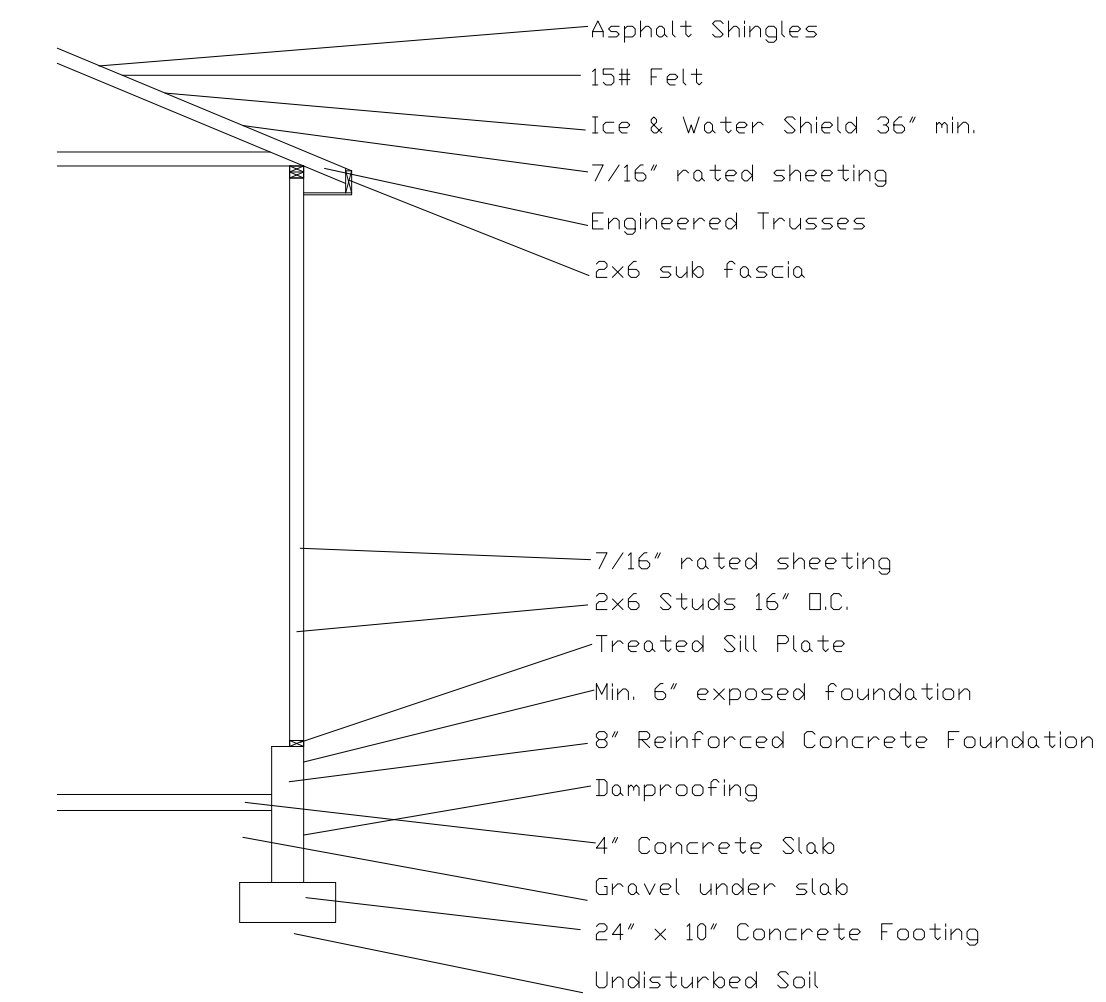 Asphalt Shingles
15# Felt
Ice & Water Shield 36" min.
7/16" rated sheeting
Engineered Trusses
2x6 sub fascia
7/16" rated sheeting
2x6 Studs 16" O.C.
Treated Sill Plate
Min. 6" exposed foundation
8" Reinforced Concrete Foundation
Damproofing
4" Concrete Slab
Gravel under slab
24" x 10" Concrete Footing
Undisturbed Soil